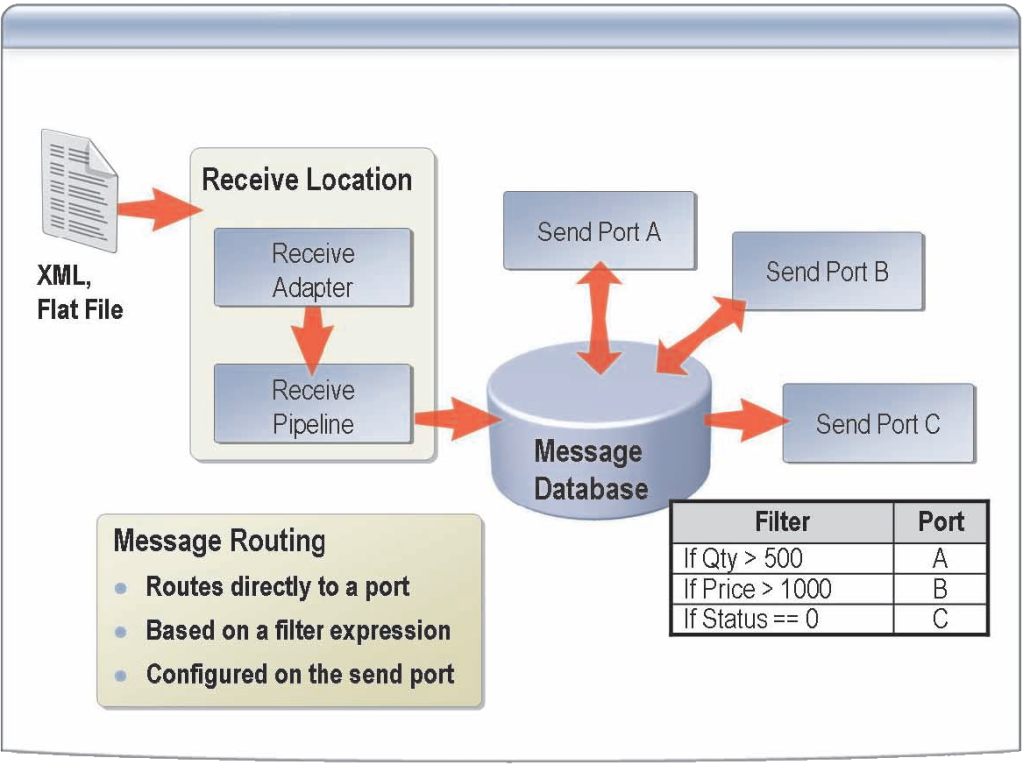 XML,
Flat File
Receive Location
Receive
Adapter
Receive
Pipeline
Send Port A
Send Port B
Send Port C
Message
Database
Filter Port
If Qty > 500 A
If Price > 1000 B
If Status == 0 C
Message Routing
Routes directly to a port
Based on a filter expression
Configured on the send port